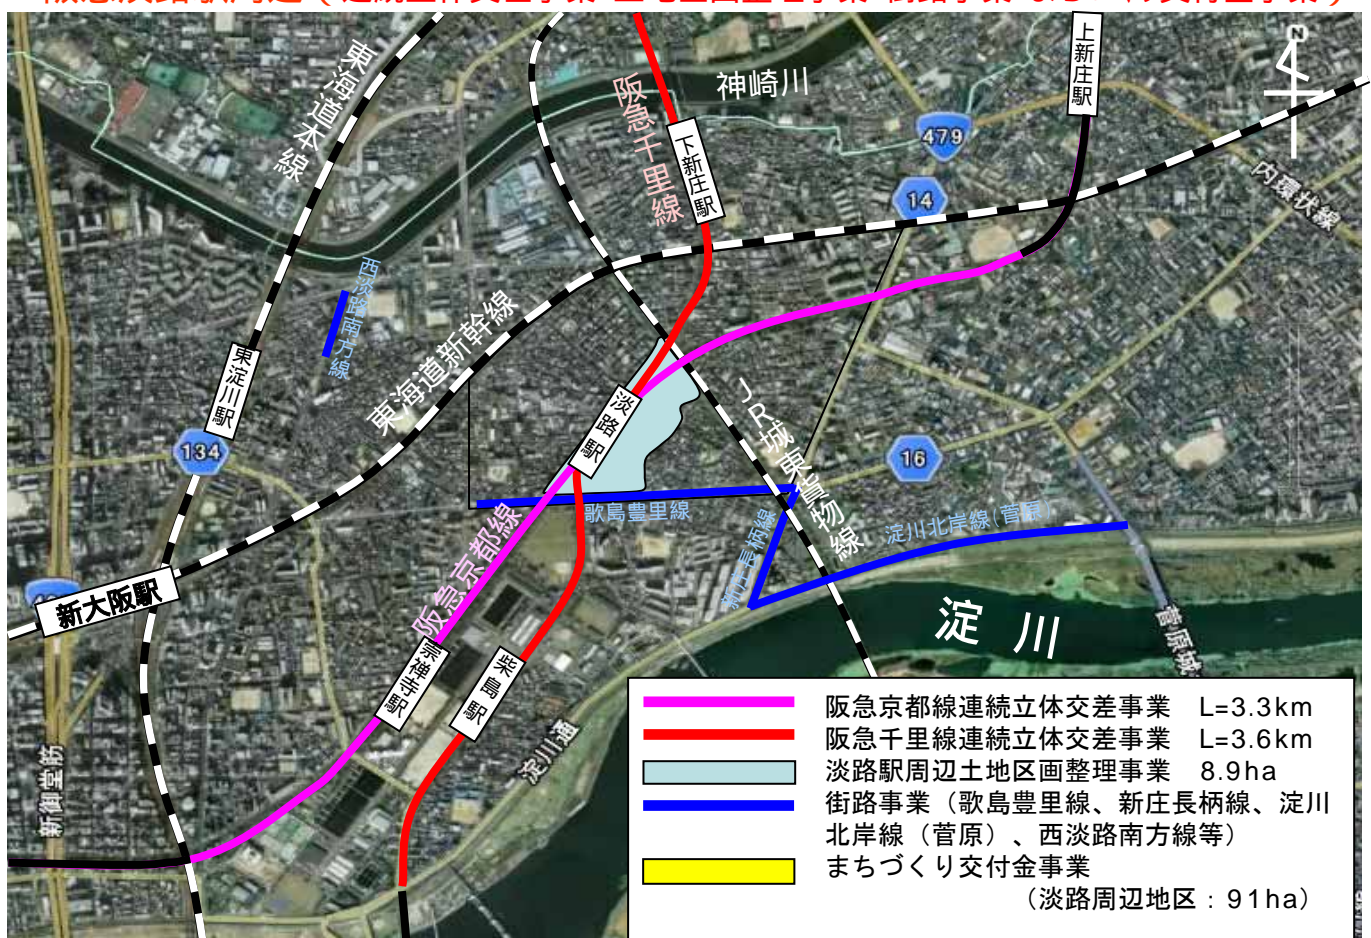 神崎川
上新庄駅
N
東海道本線
阪急千里線
下新庄駅
479
14
内環状線
西淡路南方線
東海道新幹線
東淀川駅
134
淡路駅
JR城東貨物線
16
歌島豊里線
新庄長柄線
淀川北岸線(菅原)
阪急京都線
新大阪駅
崇禅寺駅
柴島駅
淀川
菅原城
淀川通
新御堂筋
阪急京都線連続立体交差事業 L=3.3km
阪急千里線連続立体交差事業 L=3.6km
淡路駅周辺土地区画整理事業 8.9ha
街路事業(歌島豊里線、新庄長柄線、淀川
北岸線(菅原)、西淡路南方線等)
まちづくり交付金事業
(淡路周辺地区:91ha)